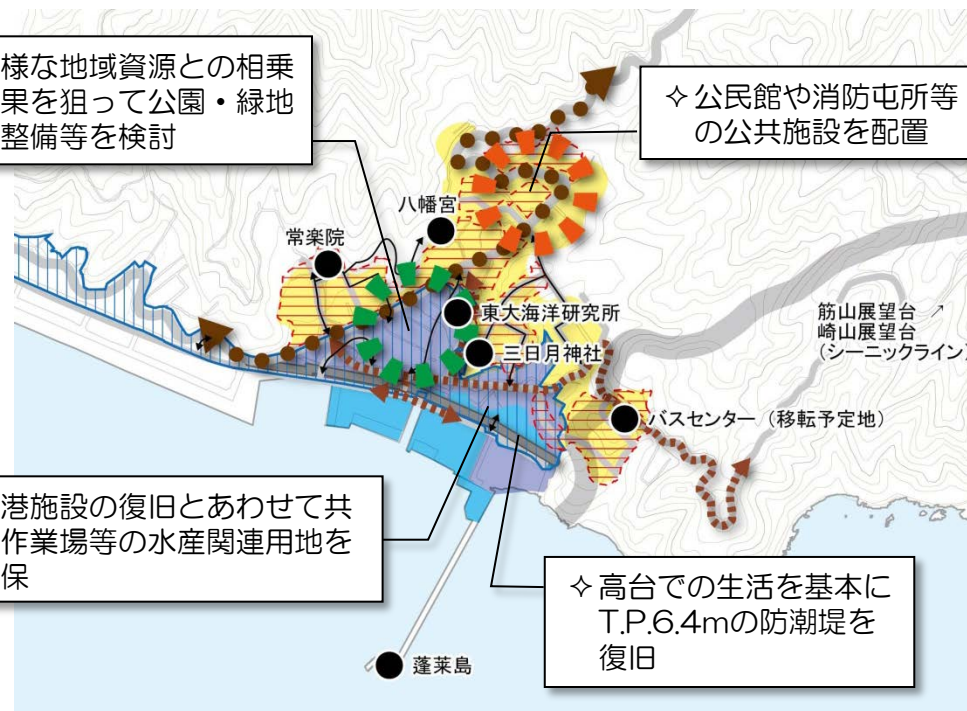 様な地域資源との相乗
果を狙って公園・緑地
整備等を検討
✧公民館や消防屯所等
の公共施設を配置
八幡宮
常楽院
東大海洋研究所
三日月神社
筋山展望台 ↗
崎山展望台
(シーニックライン)
バスセンター（移転予定地）
港施設の復旧とあわせて共
作業場等の水産関連用地を
保
✧高台での生活を基本に
T.P.6.4mの防潮堤を
復旧
蓬莱島